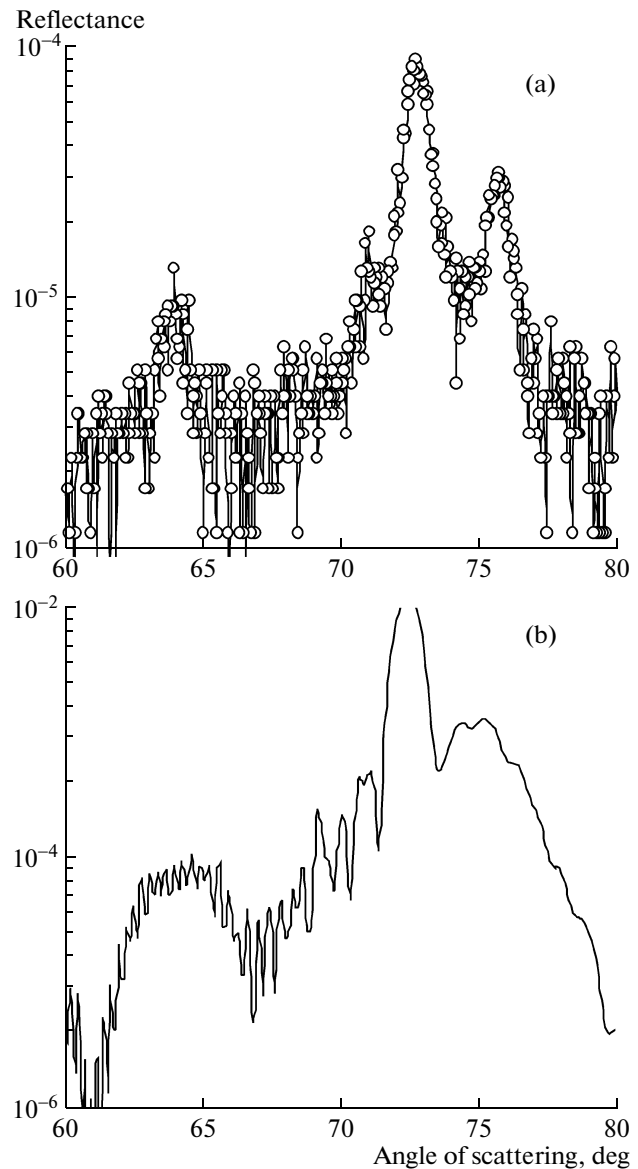 Reflectance
10⁻⁴
(a)
10⁻⁵
10⁻⁶
60 65 70 75 80
10⁻²
(b)
10⁻⁴
10⁻⁶
60 65 70 75 80
Angle of scattering, deg